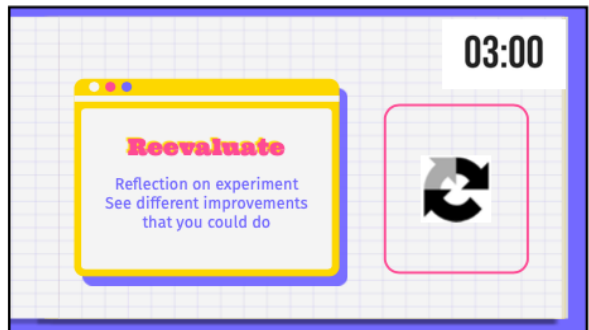 03:00
Reevaluate
Reflection on experiment
See different improvements
that you could do